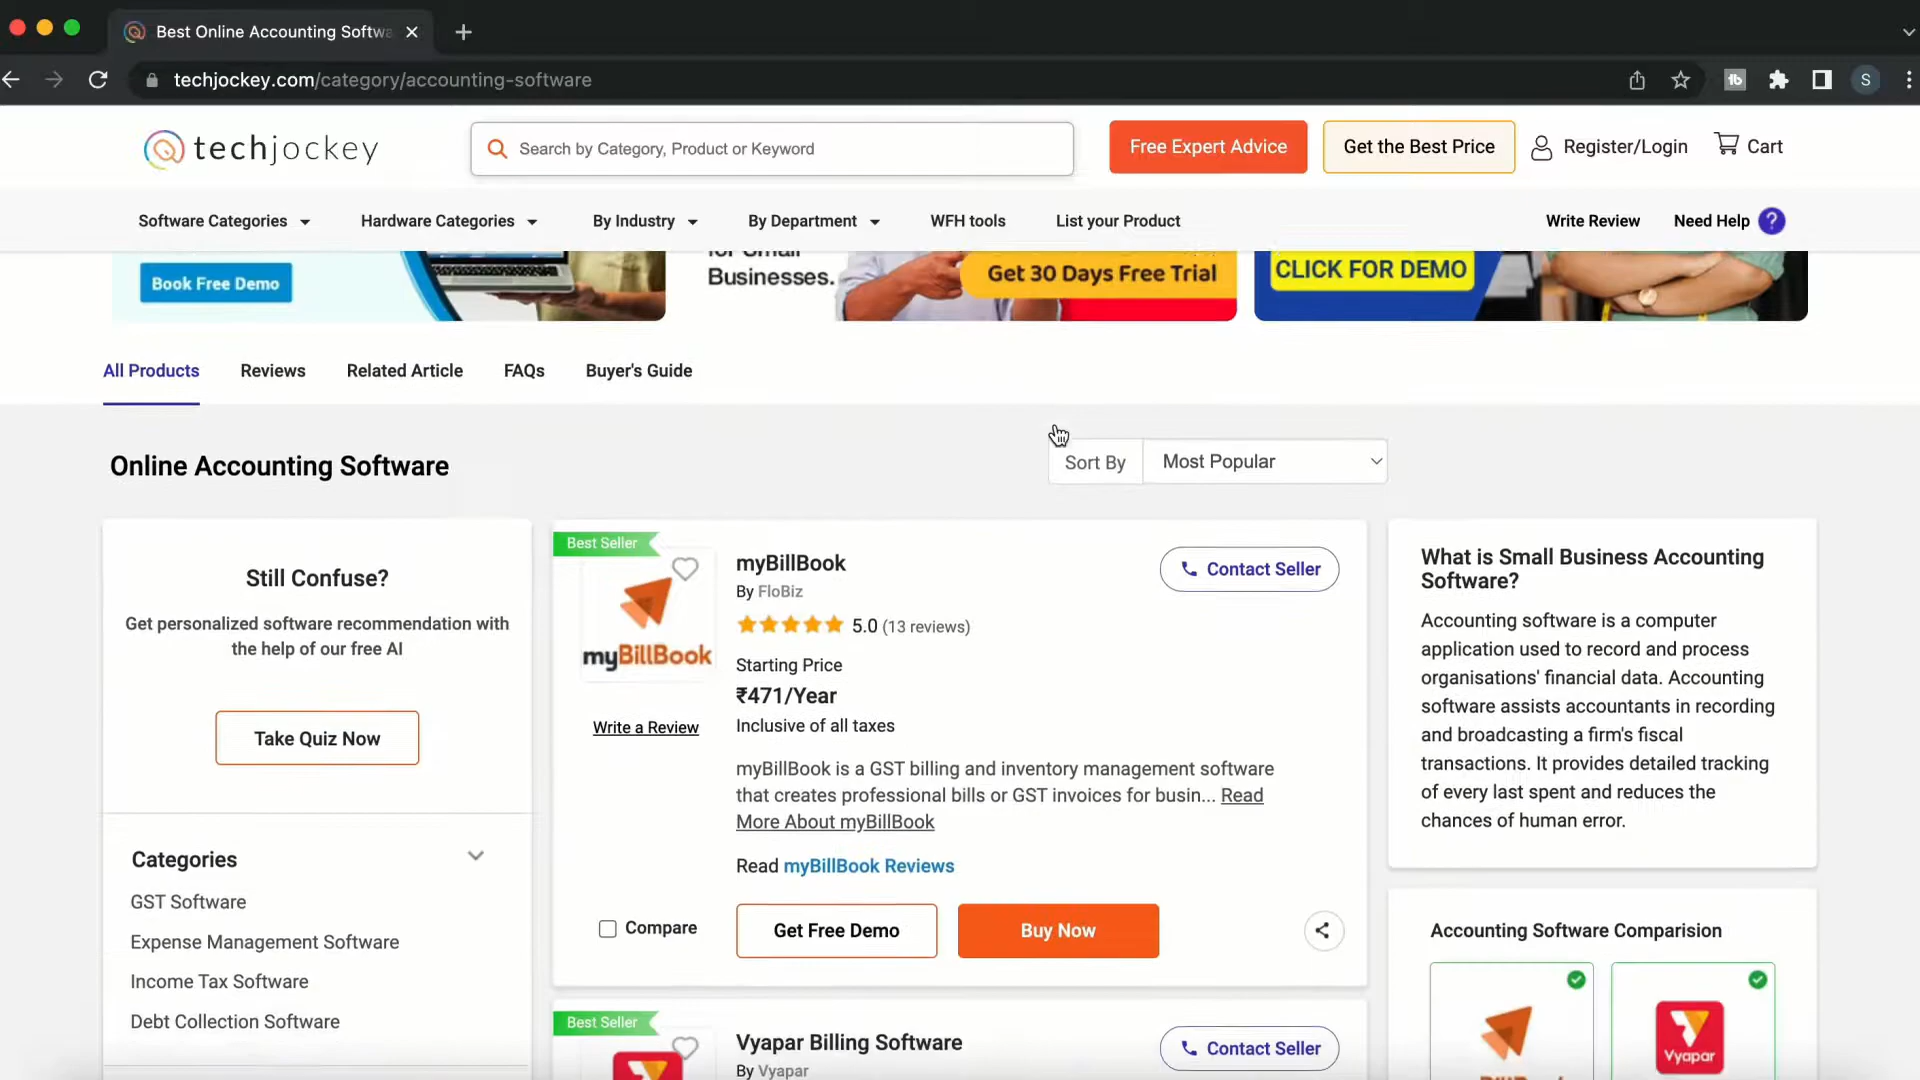 Best Online Accounting Softwa
techjockey.com/category/accounting-software
tb
S
techjockey
Search by Category, Product or Keyword
Free Expert Advice
Get the Best Price
Register/Login
Cart
Software Categories
Hardware Categories
By Industry
By Department
WFH tools
List your Product
Write Review
Need Help ?
Book Free Demo
for Small
Businesses.
Get 30 Days Free Trial
CLICK FOR DEMO
All Products
Reviews
Related Article
FAQs
Buyer's Guide
Online Accounting Software
Sort By
Most Popular
Still Confuse?
Get personalized software recommendation with
the help of our free AI
Take Quiz Now
Categories
GST Software
Expense Management Software
Income Tax Software
Debt Collection Software
Best Seller
myBillBook
Write a Review
Compare
myBillBook
By FloBiz
5.0 (13 reviews)
Starting Price
₹471/Year
Inclusive of all taxes
myBillBook is a GST billing and inventory management software
that creates professional bills or GST invoices for busin... Read
More About myBillBook
Read myBillBook Reviews
Get Free Demo
Buy Now
Contact Seller
Best Seller
Vyapar Billing Software
By Vyapar
Contact Seller
What is Small Business Accounting
Software?
Accounting software is a computer
application used to record and process
organisations' financial data. Accounting
software assists accountants in recording
and broadcasting a firm's fiscal
transactions. It provides detailed tracking
of every last spent and reduces the
chances of human error.
Accounting Software Comparision
Vyapar